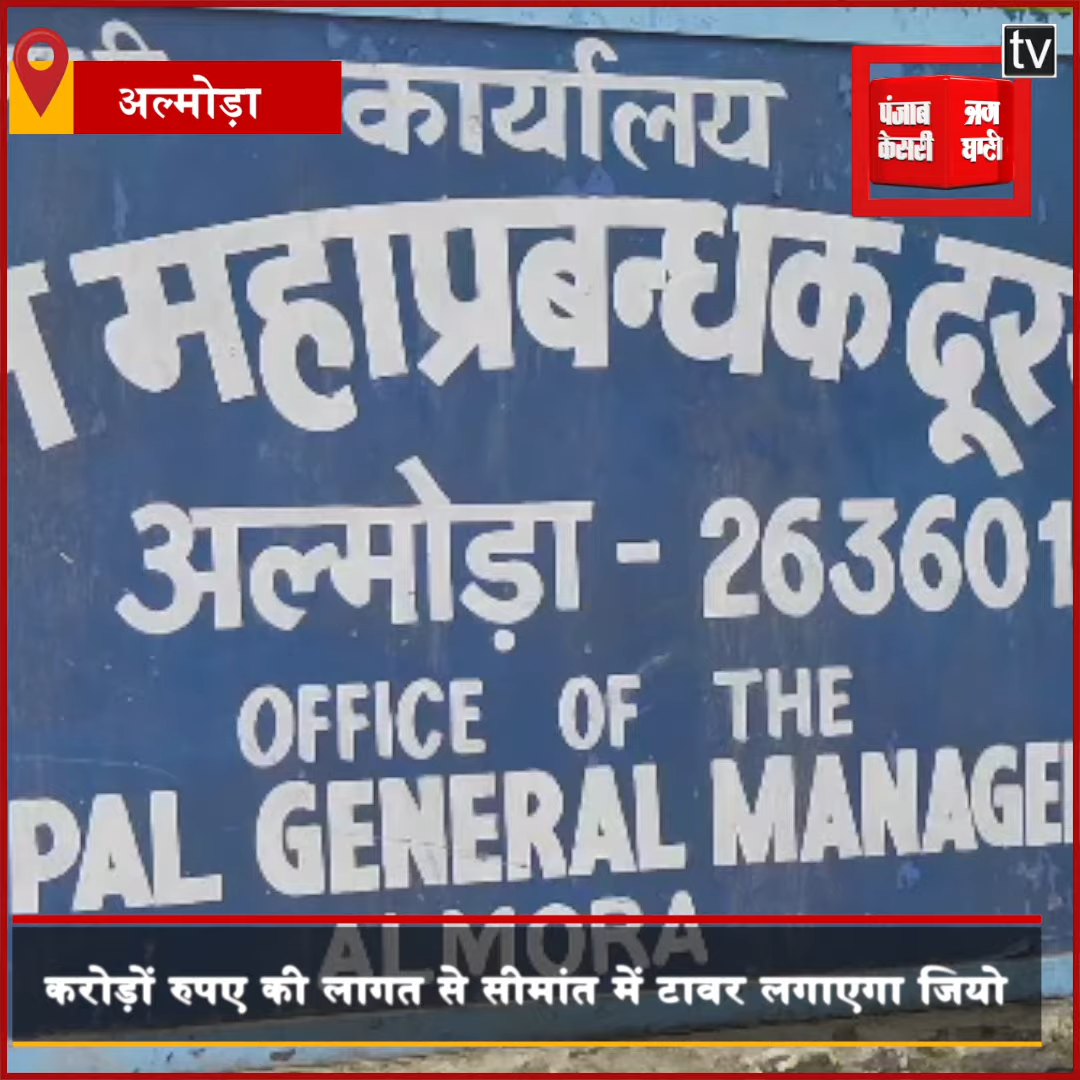 tv
अल्मोड़ा
पंजाब केसरी
कार्यालय
महाप्रबन्धक
अल्मोड़ा - 263601
OFFICE OF THE
GENERAL MANAGE
ALMORA
करोड़ों रुपए की लागत से सीमांत में टावर लगाएगा जियो